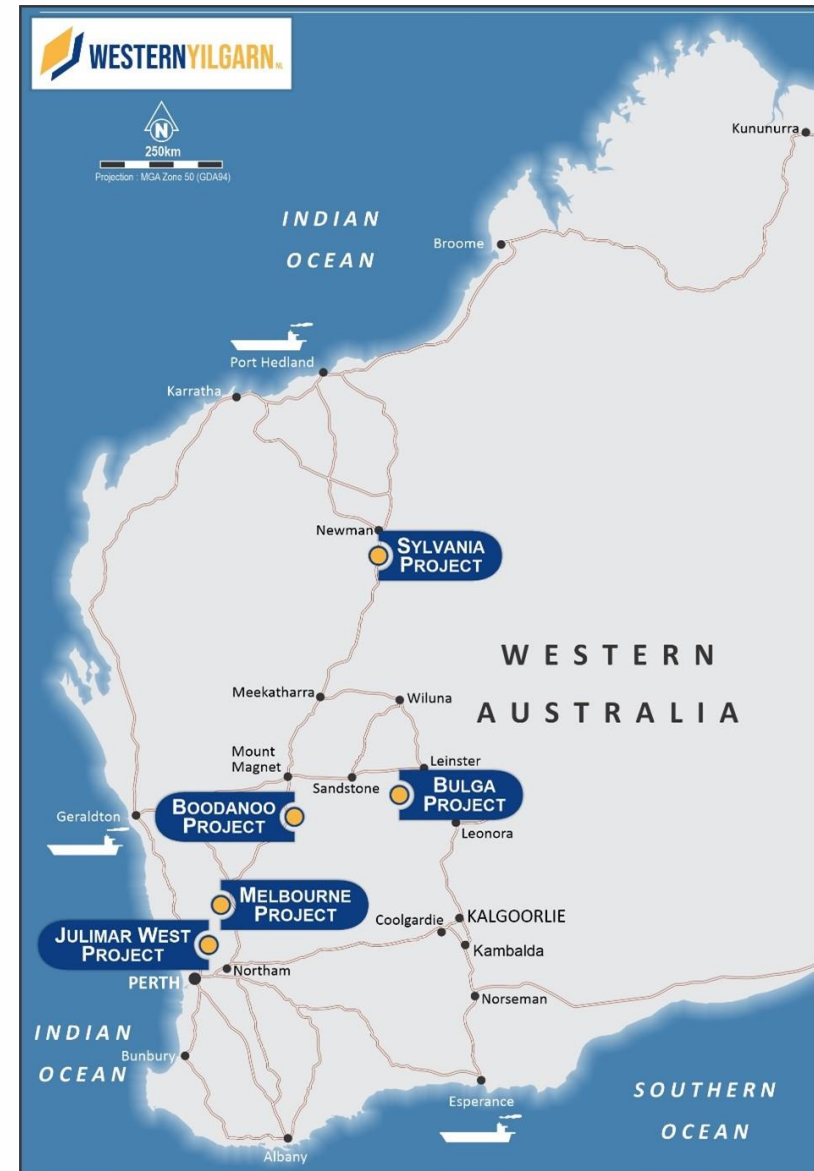 WESTERNYILGARN NL
N
250km
Projection : MGA Zone 50 (GDA94)
Kununurra
INDIAN
OCEAN
Broome
Port Hedland
Karratha
Newman
SYLVANIA
PROJECT
WESTERN
AUSTRALIA
Meekatharra
Wiluna
Mount
Magnet
Leinster
Sandstone
BULGA
PROJECT
BOODANOO
PROJECT
Geraldton
Leonora
MELBOURNE
PROJECT
KALGOORLIE
Coolgardie
Kambalda
JULIMAR WEST
PROJECT
Northam
PERTH
Norseman
INDIAN
OCEAN
Bunbury
Esperance
SOUTHERN
OCEAN
Albany